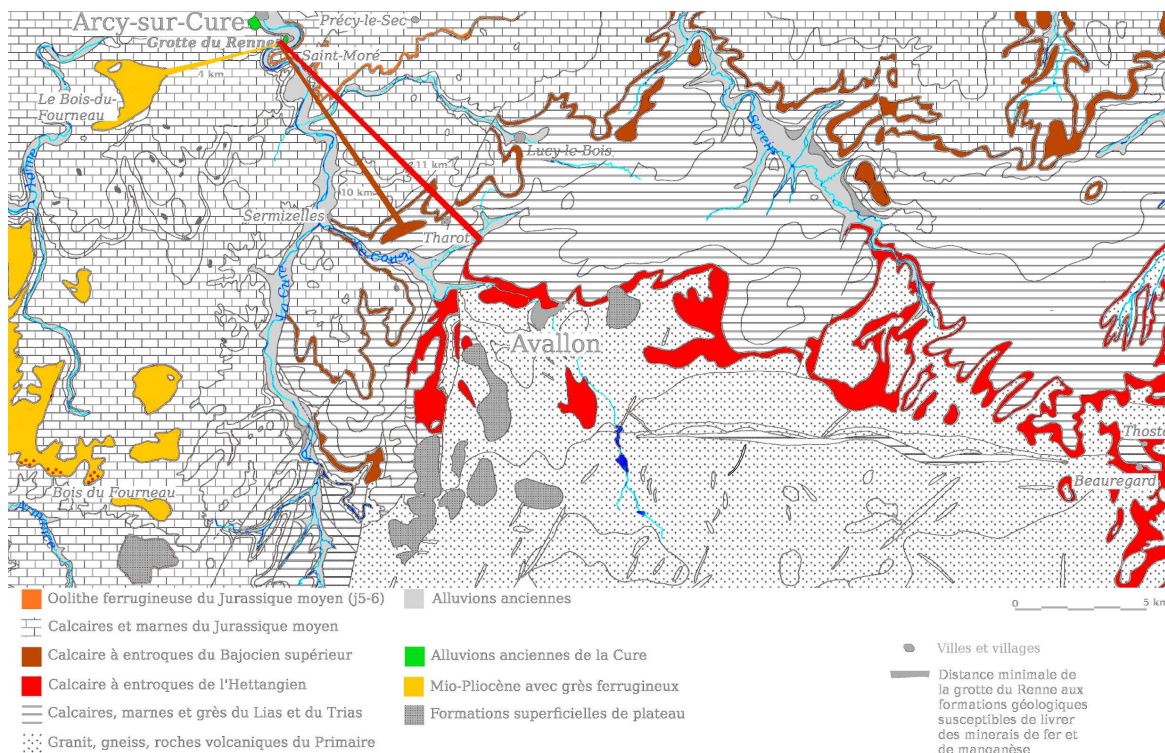 Arcy-sur-Cure
Précy-le-Sec
Grotte du Renne
Saint-Moré
4 km
Le Bois-du-
Fourneau
Serein
Lucy-le-Bois
11 km
10 km
Sermizelles
Tharot
Le Cousin
La Cure
Avallon
Thoste
Bois du Fourneau
Beauregard
Oolithe ferrugineuse du Jurassique moyen (j5-6)
Alluvions anciennes
0 5 km
Calcaires et marnes du Jurassique moyen
Calcaire à entroques du Bajocien supérieur
Alluvions anciennes de la Cure
Villes et villages
Calcaire à entroques de l'Hettangien
Mio-Pliocène avec grès ferrugineux
Distance minimale de
la grotte du Renne aux
formations géologiques
susceptibles de livrer
des minerais de fer et
de manganèse
Calcaires, marnes et grès du Lias et du Trias
Formations superficielles de plateau
Granit, gneiss, roches volcaniques du Primaire